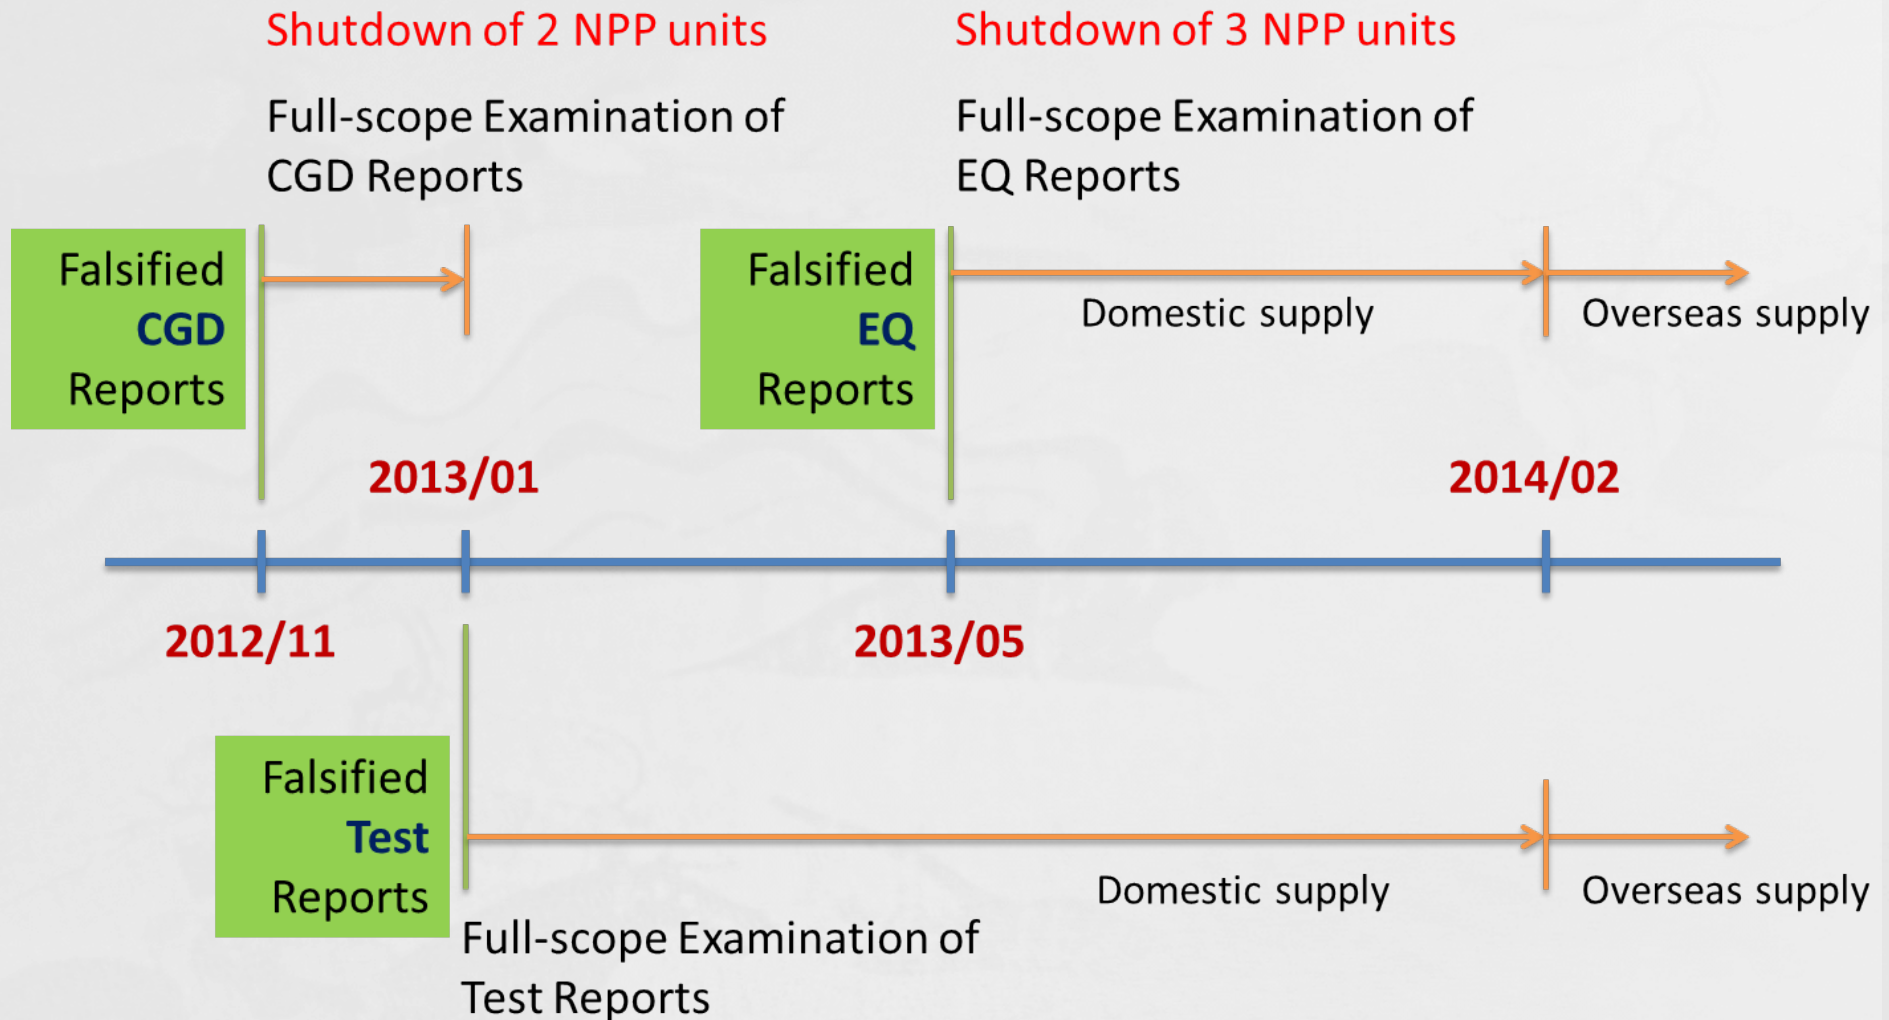 Shutdown of 2 NPP units
Full-scope Examination of
CGD Reports
Shutdown of 3 NPP units
Full-scope Examination of
EQ Reports
Falsified
CGD
Reports
Falsified
EQ
Reports
Domestic supply
Overseas supply
2013/01
2014/02
2012/11
2013/05
Falsified
Test
Reports
Domestic supply
Overseas supply
Full-scope Examination of
Test Reports